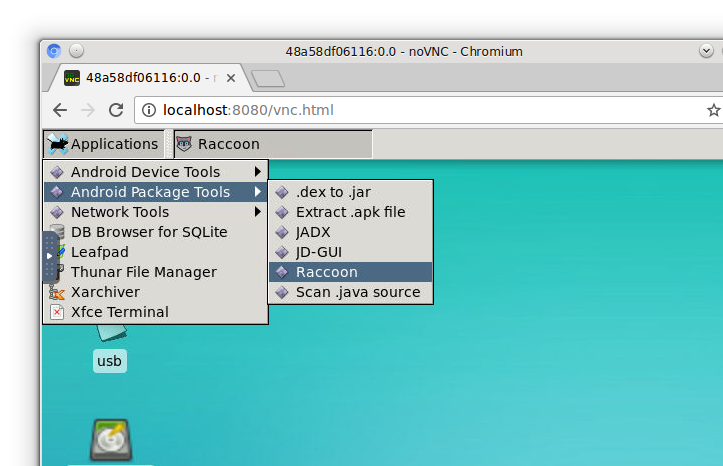 48a58df06116:0.0 - noVNC - Chromium
48a58df06116:0.0 -
localhost:8080/vnc.html
Applications
Raccoon
Android Device Tools
Android Package Tools
Network Tools
DB Browser for SQLite
Leafpad
Thunar File Manager
Xarchiver
Xfce Terminal
.dex to .jar
Extract .apk file
JADX
JD-GUI
Raccoon
Scan .java source
usb